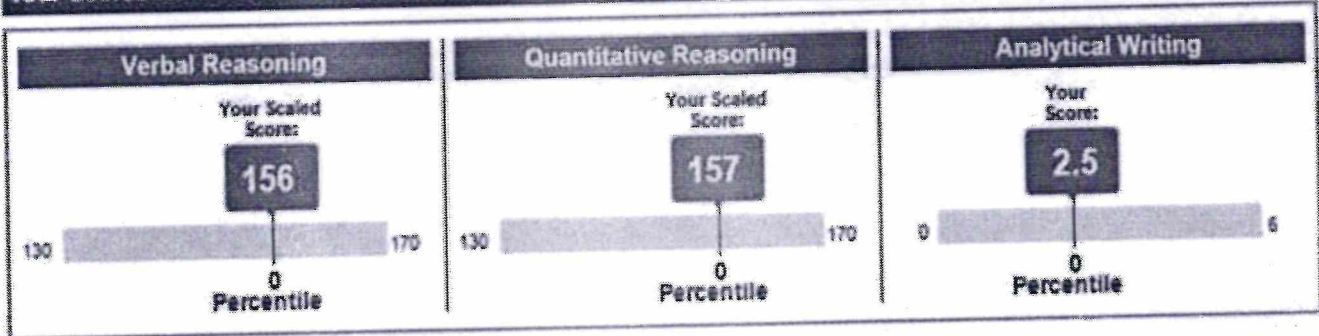 Verbal Reasoning
Your Scaled
Score:
156
130
170
0
Percentile
Quantitative Reasoning
Your Scaled
Score:
157
130
170
0
Percentile
Analytical Writing
Your
Score:
2.5
0
6
0
Percentile